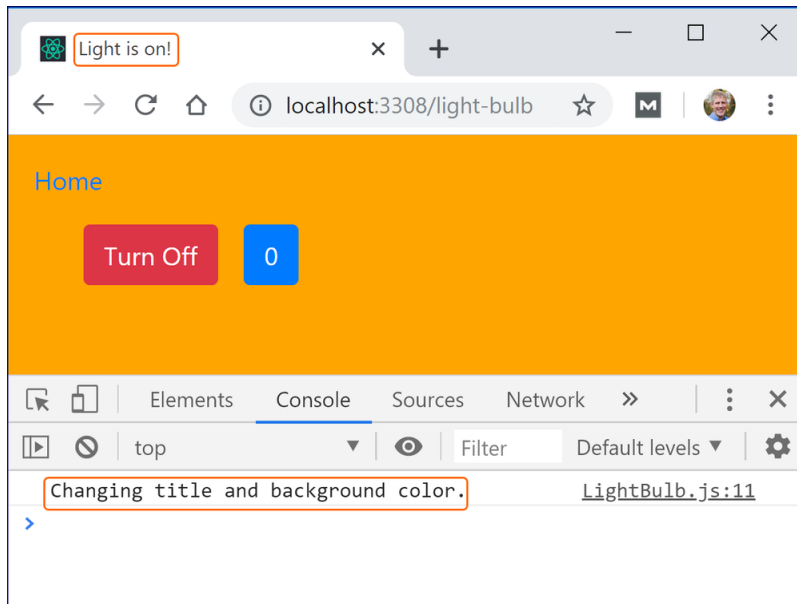 Light is on!
localhost:3308/light-bulb
M
Home
Turn Off 0
Elements Console Sources Network
top Filter Default levels
Changing title and background color. LightBulb.js:11